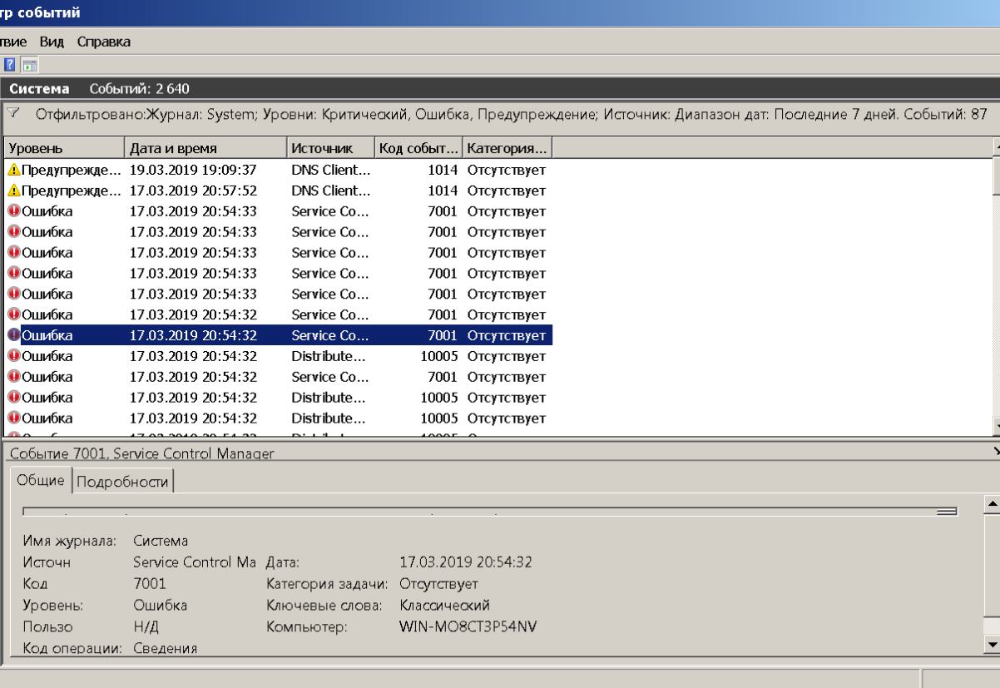 тр событий
твие Вид Справка
Система Событий: 2 640
Отфильтровано:Журнал: System; Уровни: Критический, Ошибка, Предупреждение; Источник: Диапазон дат: Последние 7 дней. Событий: 87
Уровень Дата и время Источник Код событ... Категория...
Предупрежде... 19.03.2019 19:09:37 DNS Client... 1014 Отсутствует
Предупрежде... 17.03.2019 20:57:52 DNS Client... 1014 Отсутствует
Ошибка 17.03.2019 20:54:33 Service Co... 7001 Отсутствует
Ошибка 17.03.2019 20:54:33 Service Co... 7001 Отсутствует
Ошибка 17.03.2019 20:54:33 Service Co... 7001 Отсутствует
Ошибка 17.03.2019 20:54:33 Service Co... 7001 Отсутствует
Ошибка 17.03.2019 20:54:33 Service Co... 7001 Отсутствует
Ошибка 17.03.2019 20:54:32 Service Co... 7001 Отсутствует
Ошибка 17.03.2019 20:54:32 Service Co... 7001 Отсутствует
Ошибка 17.03.2019 20:54:32 Distribute... 10005 Отсутствует
Ошибка 17.03.2019 20:54:32 Service Co... 7001 Отсутствует
Ошибка 17.03.2019 20:54:32 Distribute... 10005 Отсутствует
Ошибка 17.03.2019 20:54:32 Distribute... 10005 Отсутствует
Событие 7001, Service Control Manager
Общие Подробности
Имя журнала: Система
Источн Service Control Ma Дата: 17.03.2019 20:54:32
Код 7001 Категория задачи: Отсутствует
Уровень: Ошибка Ключевые слова: Классический
Пользо Н/Д Компьютер: WIN-MO8CT3P54NV
Код операции: Сведения